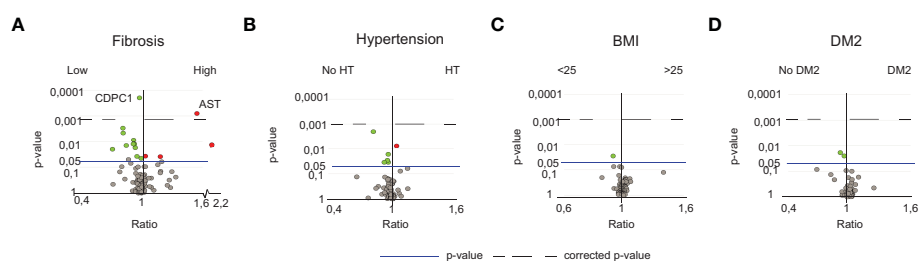 A
Fibrosis
Low
High
0,0001
0,001
0,01
0,05
0,1
1
p-value
CDPC1
AST
0,4
1
1,6
2,2
Ratio
B
Hypertension
No HT
HT
0,0001
0,001
0,01
0,05
0,1
1
p-value
0,4
1
1,6
Ratio
C
BMI
<25
>25
0,0001
0,001
0,01
0,05
0,1
1
p-value
0,6
1
1,6
Ratio
D
DM2
No DM2
DM2
0,0001
0,001
0,01
0,05
0,1
1
p-value
0,4
1
1,6
Ratio
p-value
corrected p-value